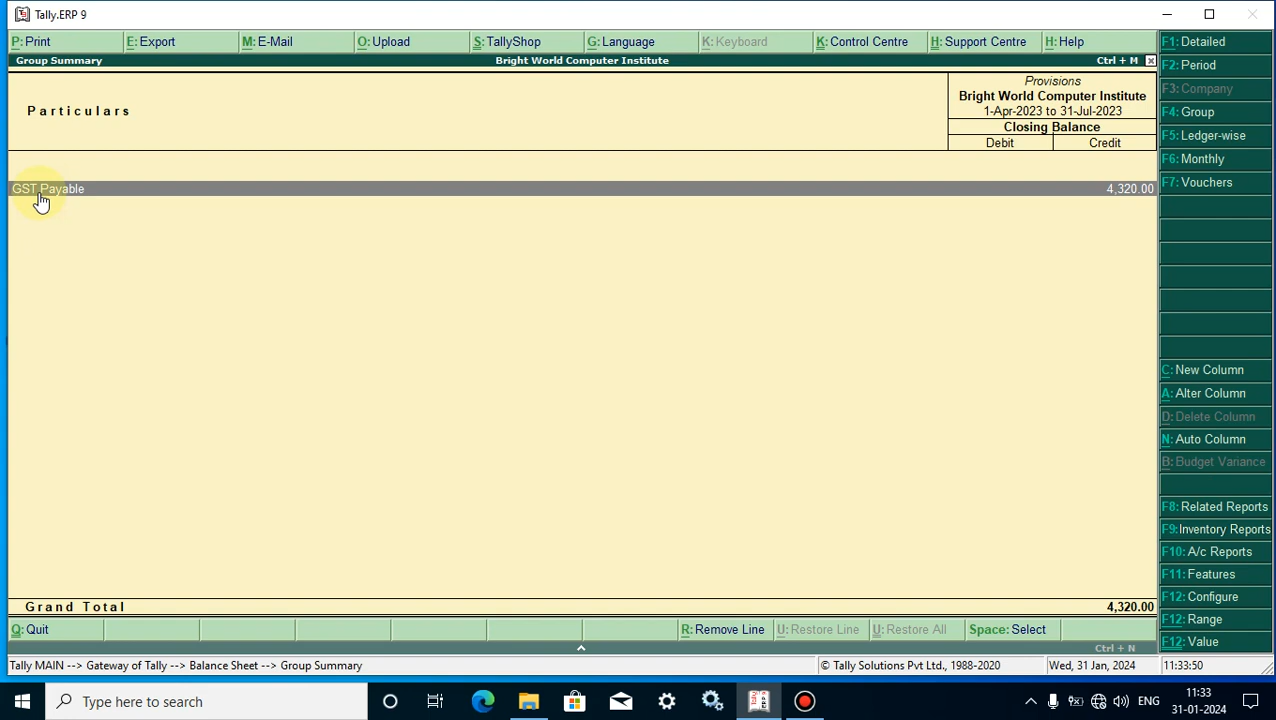 Tally.ERP 9
P: Print E: Export M: E-Mail O: Upload S: TallyShop G: Language K: Keyboard K: Control Centre H: Support Centre H: Help
Group Summary Bright World Computer Institute Ctrl + M
Particulars
Provisions
Bright World Computer Institute
1-Apr-2023 to 31-Jul-2023
Closing Balance
Debit Credit
GST Payable 4,320.00
Grand Total 4,320.00
F1: Detailed
F2: Period
F3: Company
F4: Group
F5: Ledger-wise
F6: Monthly
F7: Vouchers
C: New Column
A: Alter Column
D: Delete Column
N: Auto Column
B: Budget Variance
F8: Related Reports
F9: Inventory Reports
F10: A/c Reports
F11: Features
F12: Configure
F12: Range
F12: Value
Q: Quit R: Remove Line U: Restore Line U: Restore All Space: Select
Ctrl + N
Tally MAIN --> Gateway of Tally --> Balance Sheet --> Group Summary © Tally Solutions Pvt Ltd., 1988-2020 Wed, 31 Jan, 2024 11:33:50
Type here to search
ENG
11:33
31-01-2024